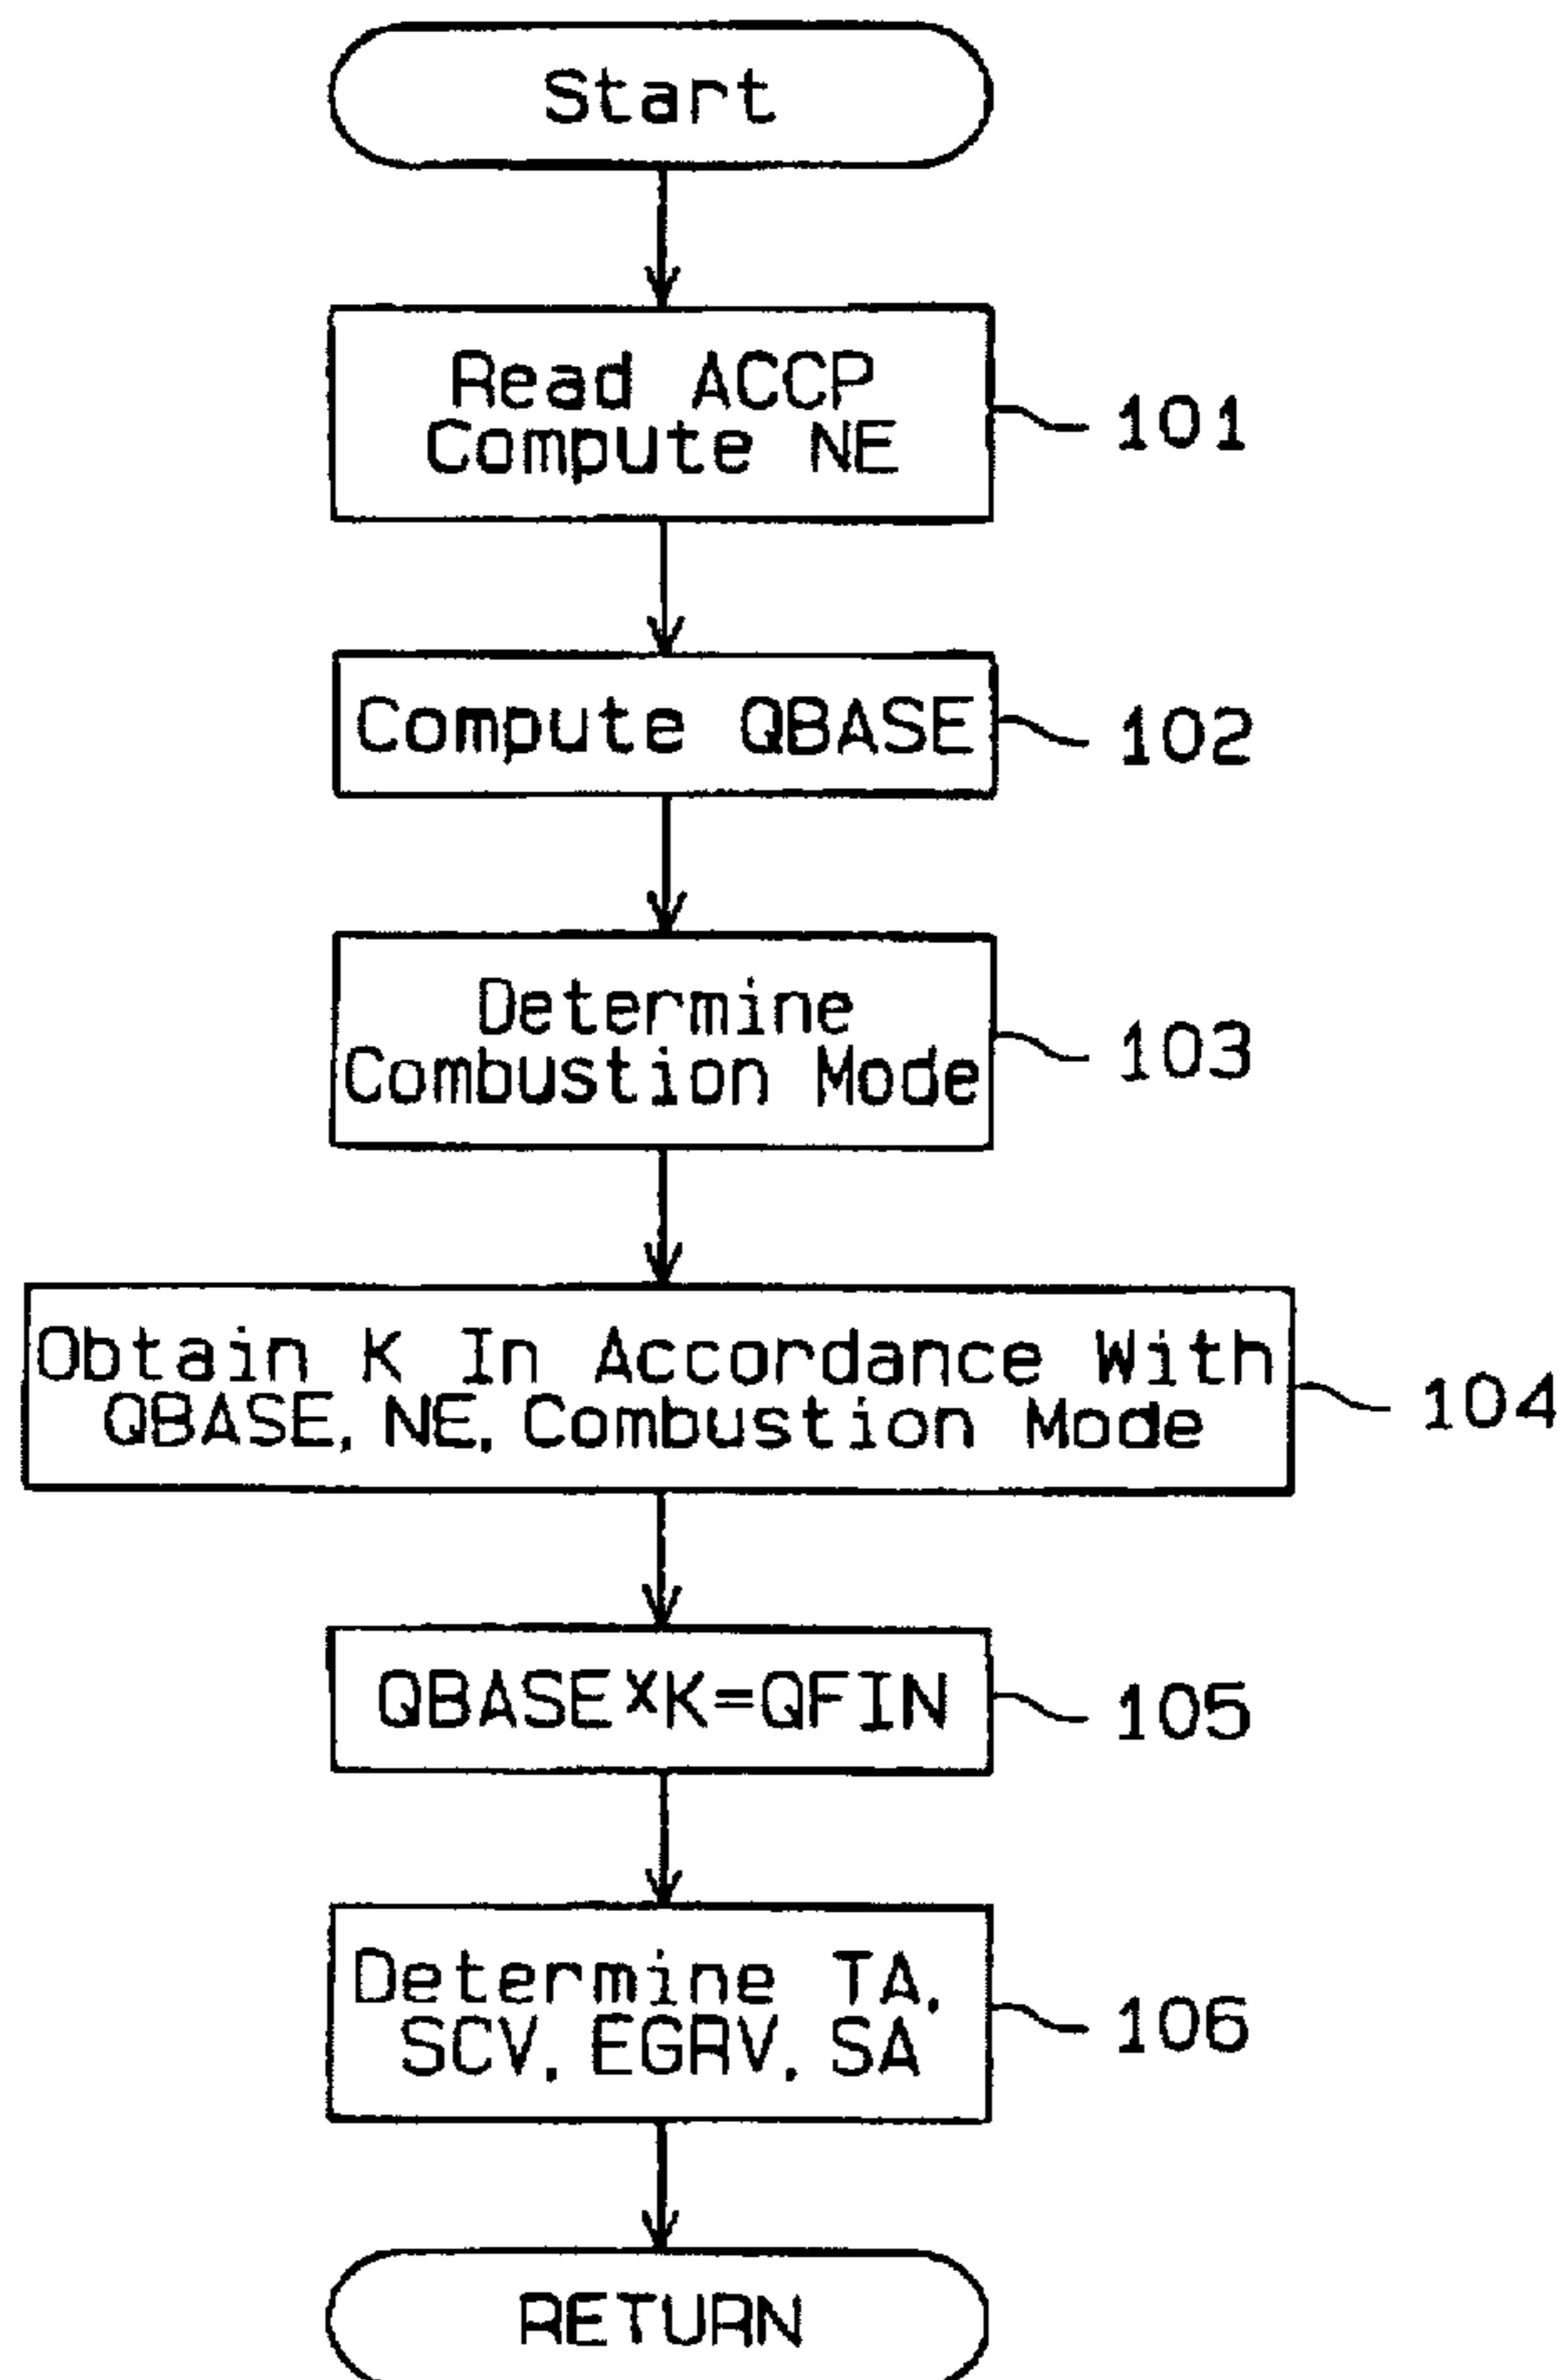 Start
Read ACCP
Compute NE
101
Compute QBASE
102
Determine
Combustion Mode
103
Obtain K In Accordance With
QBASE, NE, Combustion Mode
104
QBASE×K=QFIN
105
Determine TA,
SCV, EGRV, SA
106
RETURN